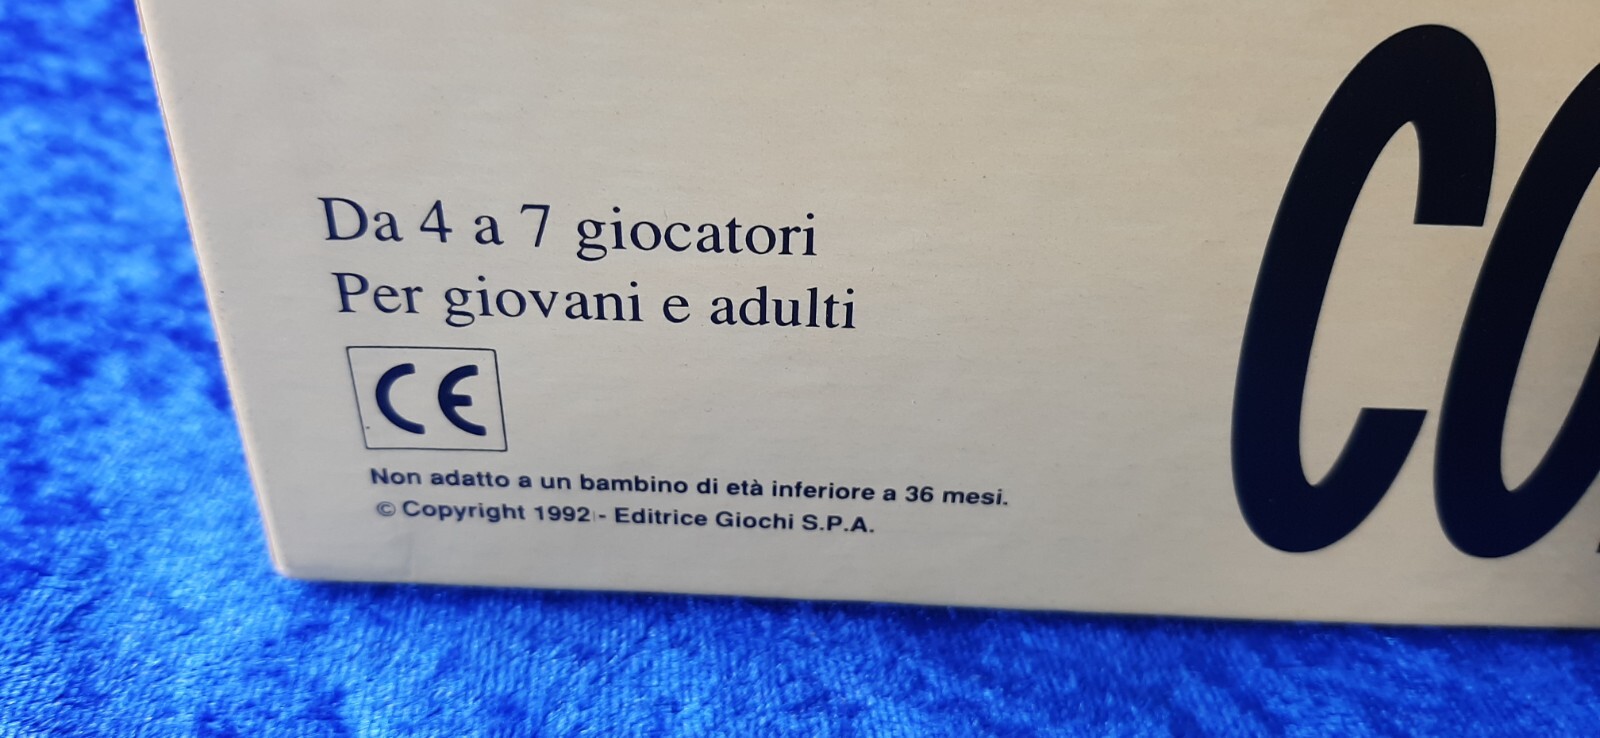 Da 4 a 7 giocatori
Per giovani e adulti
CE
Non adatto a un bambino di età inferiore a 36 mesi.
© Copyright 1992 - Editrice Giochi S.P.A.